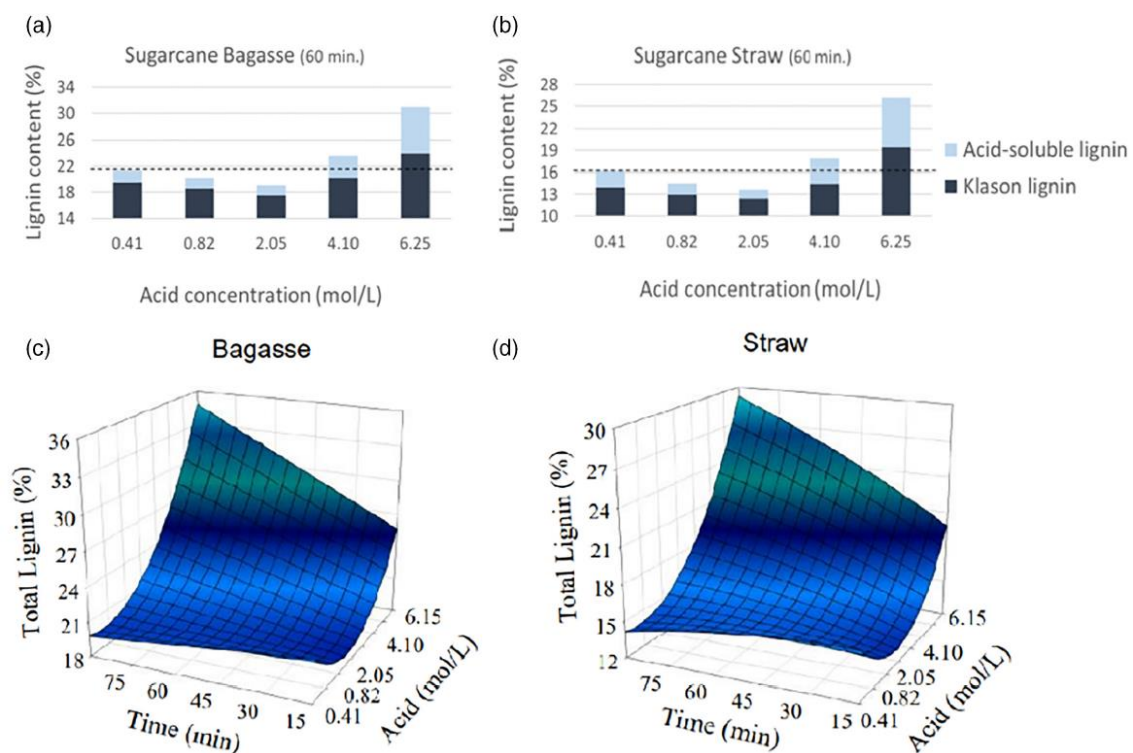 (a)
Sugarcane Bagasse (60 min.)
Lignin content (%)
34
30
26
22
18
14
0.41 0.82 2.05 4.10 6.25
Acid concentration (mol/L)
(b)
Sugarcane Straw (60 min.)
Lignin content (%)
28
25
22
19
16
13
10
0.41 0.82 2.05 4.10 6.25
Acid concentration (mol/L)
Acid-soluble lignin
Klason lignin
(c)
Bagasse
Total Lignin (%)
36
33
30
27
24
21
18
75 60 45 30 15
Time (min)
0.41
0.82
2.05
4.10
6.15
Acid (mol/L)
(d)
Straw
Total Lignin (%)
30
27
24
21
18
15
12
75 60 45 30 15
Time (min)
0.41
0.82
2.05
4.10
6.15
Acid (mol/L)